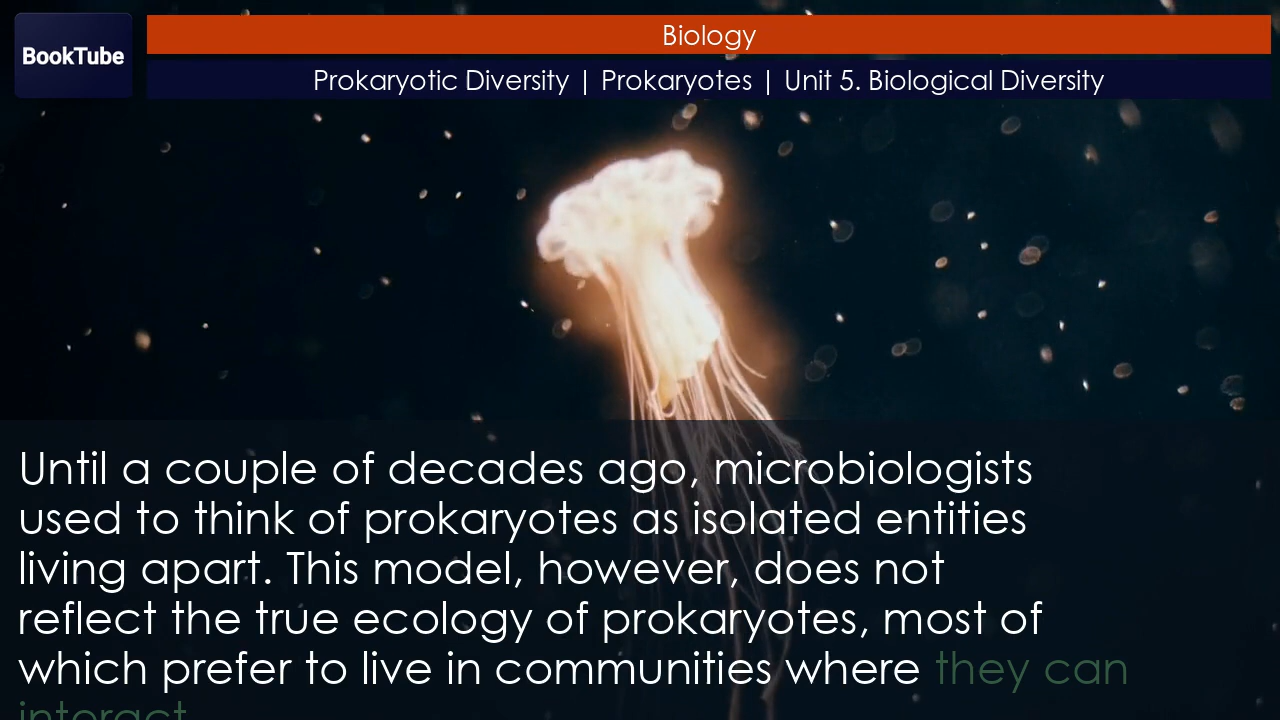 BookTube
Biology
Prokaryotic Diversity | Prokaryotes | Unit 5. Biological Diversity
Until a couple of decades ago, microbiologists
used to think of prokaryotes as isolated entities
living apart. This model, however, does not
reflect the true ecology of prokaryotes, most of
which prefer to live in communities where they can
interact.